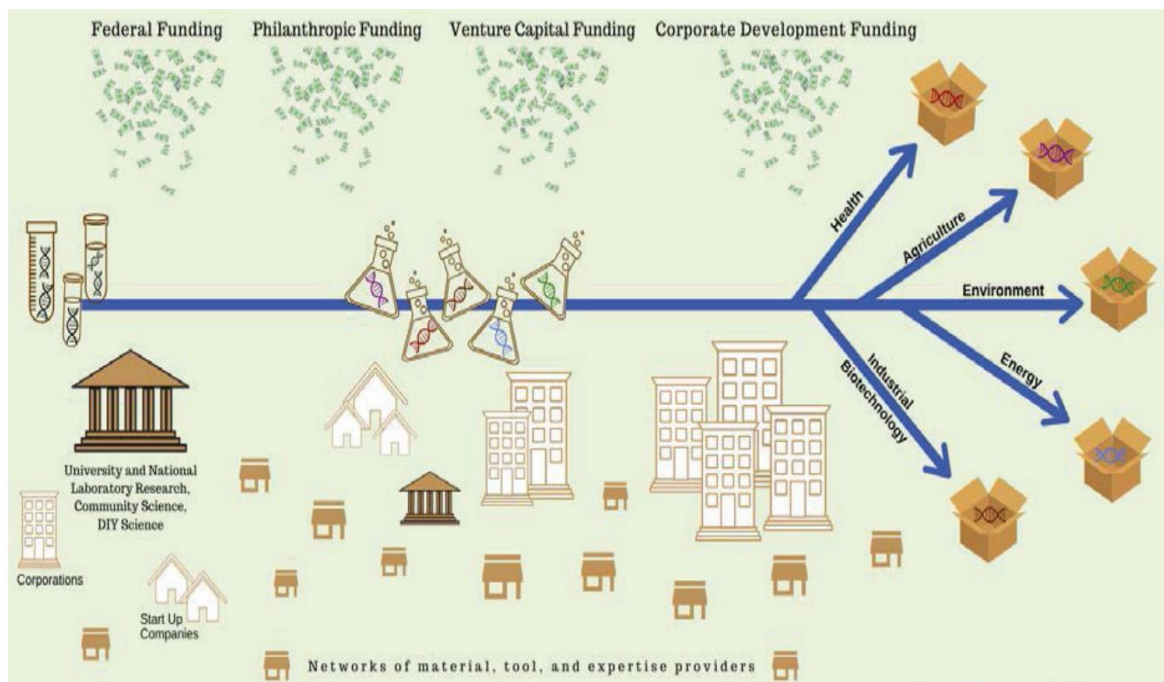 Federal Funding
Philanthropic Funding
Venture Capital Funding
Corporate Development Funding
Health
Agriculture
Environment
Energy
Industrial
Biotechnology
University and National
Laboratory Research,
Community Science,
DIY Science
Corporations
Start Up
Companies
Networks of material, tool, and expertise providers